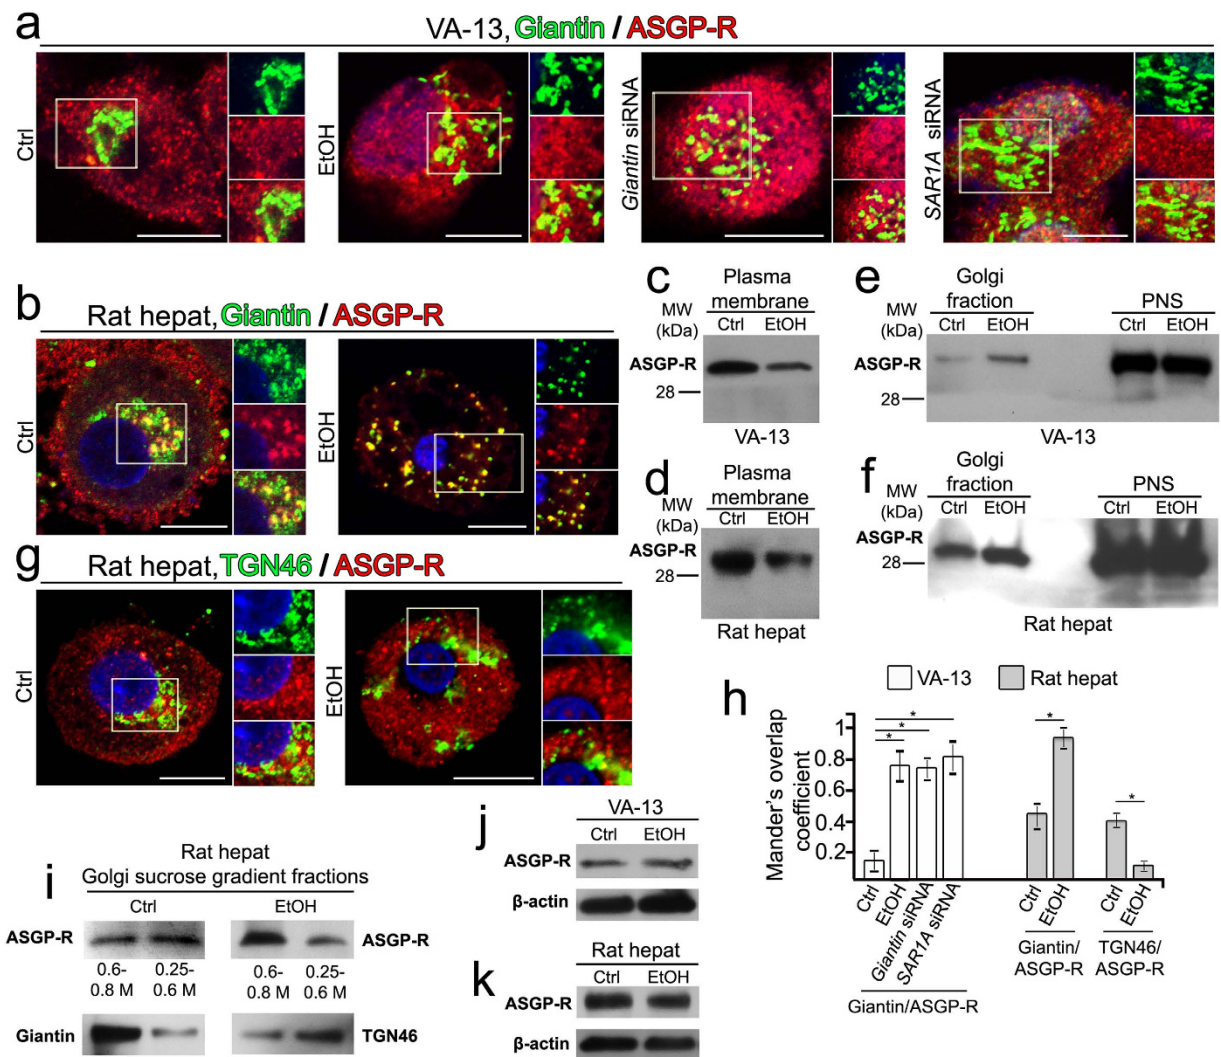 a
VA-13, Giantin / ASGP-R
Ctrl
EtOH
Giantin siRNA
SAR1A siRNA
b
Rat hepat, Giantin / ASGP-R
Ctrl
EtOH
c
Plasma
membrane
MW
(kDa)
Ctrl EtOH
ASGP-R
28
VA-13
d
Plasma
membrane
MW
(kDa)
Ctrl EtOH
ASGP-R
28
Rat hepat
e
Golgi
fraction
PNS
MW
(kDa)
Ctrl EtOH
Ctrl EtOH
ASGP-R
28
VA-13
f
Golgi
fraction
PNS
MW
(kDa)
Ctrl EtOH
Ctrl EtOH
ASGP-R
28
Rat hepat
g
Rat hepat, TGN46 / ASGP-R
Ctrl
EtOH
h
VA-13
Rat hepat
Mander's overlap
coefficient
1
0.8
0.6
0.4
0.2
* * *
*
*
Ctrl
EtOH
Giantin siRNA
SAR1A siRNA
Giantin/ASGP-R
Ctrl
EtOH
Giantin/
ASGP-R
Ctrl
EtOH
TGN46/
ASGP-R
i
Rat hepat
Golgi sucrose gradient fractions
Ctrl
EtOH
ASGP-R
ASGP-R
0.6-
0.8 M
0.25-
0.6 M
0.6-
0.8 M
0.25-
0.6 M
Giantin
TGN46
j
VA-13
Ctrl EtOH
ASGP-R
β-actin
k
Rat hepat
Ctrl EtOH
ASGP-R
β-actin